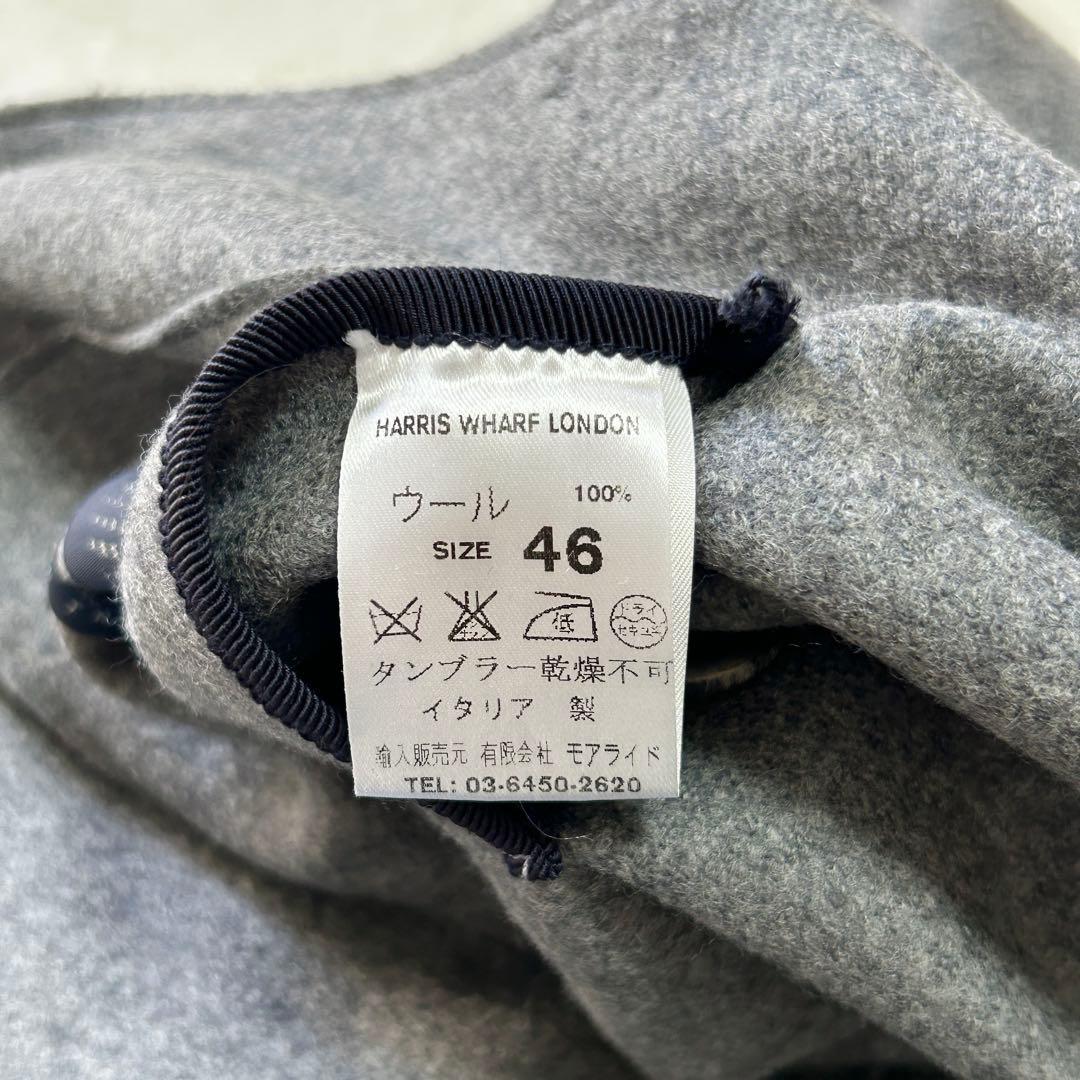 HARRIS WHARF LONDON
ウール 100%
SIZE 46
低 ドライ
セキユ系
タンブラー乾燥不可
イタリア 製
輸入販売元 有限会社 モアライド
TEL: 03-6450-2620